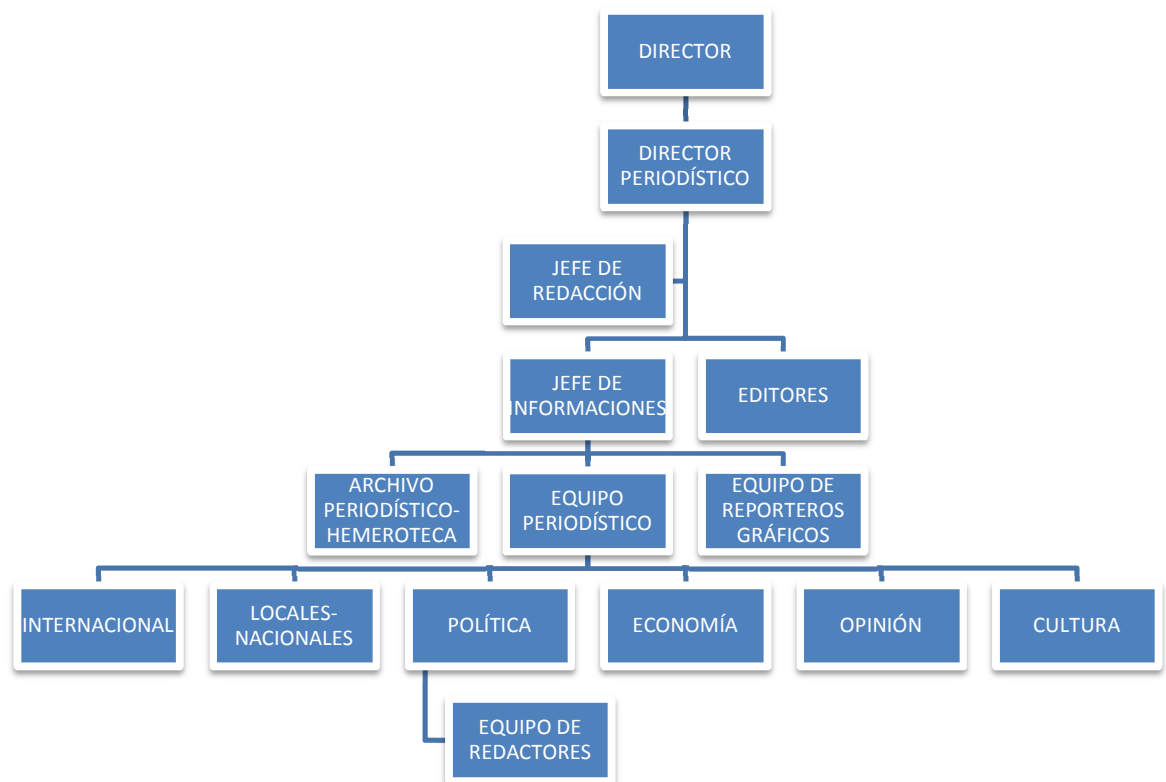 DIRECTOR
DIRECTOR
PERIODÍSTICO
JEFE DE
REDACCIÓN
JEFE DE
INFORMACIONES
EDITORES
ARCHIVO
PERIODÍSTICO-
HEMEROTECA
EQUIPO
PERIODÍSTICO
EQUIPO DE
REPORTEROS
GRÁFICOS
INTERNACIONAL
LOCALES-
NACIONALES
POLÍTICA
ECONOMÍA
OPINIÓN
CULTURA
EQUIPO DE
REDACTORES